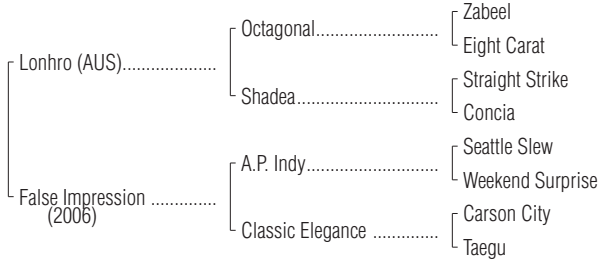 Zabeel
Octagonal
Eight Carat
Lonhro (AUS)
Straight Strike
Shadea
Concia
Seattle Slew
A.P. Indy
Weekend Surprise
False Impression
(2006)
Carson City
Classic Elegance
Taegu